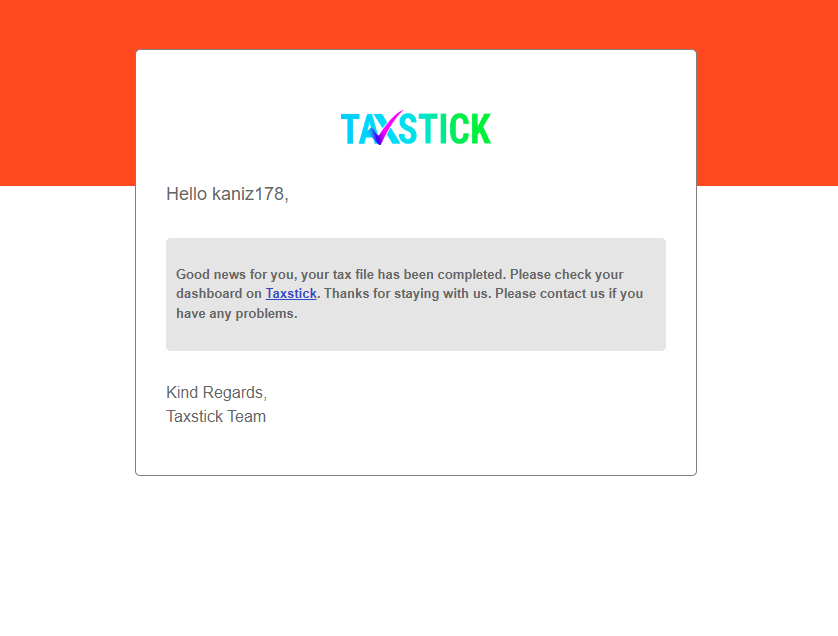 TAXSTICK
Hello kaniz178,
Good news for you, your tax file has been completed. Please check your
dashboard on Taxstick. Thanks for staying with us. Please contact us if you
have any problems.
Kind Regards,
Taxstick Team